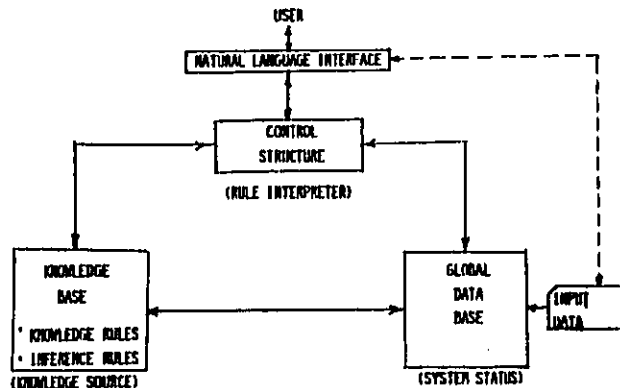 USER
NATURAL LANGUAGE INTERFACE
CONTROL
STRUCTURE
(RULE INTERPRETER)
KNOWLEDGE
BASE
• KNOWLEDGE RULES
• INFERENCE RULES
(KNOWLEDGE SOURCE)
GLOBAL
DATA
BASE
(SYSTEM STATUS)
INPUT
DATA